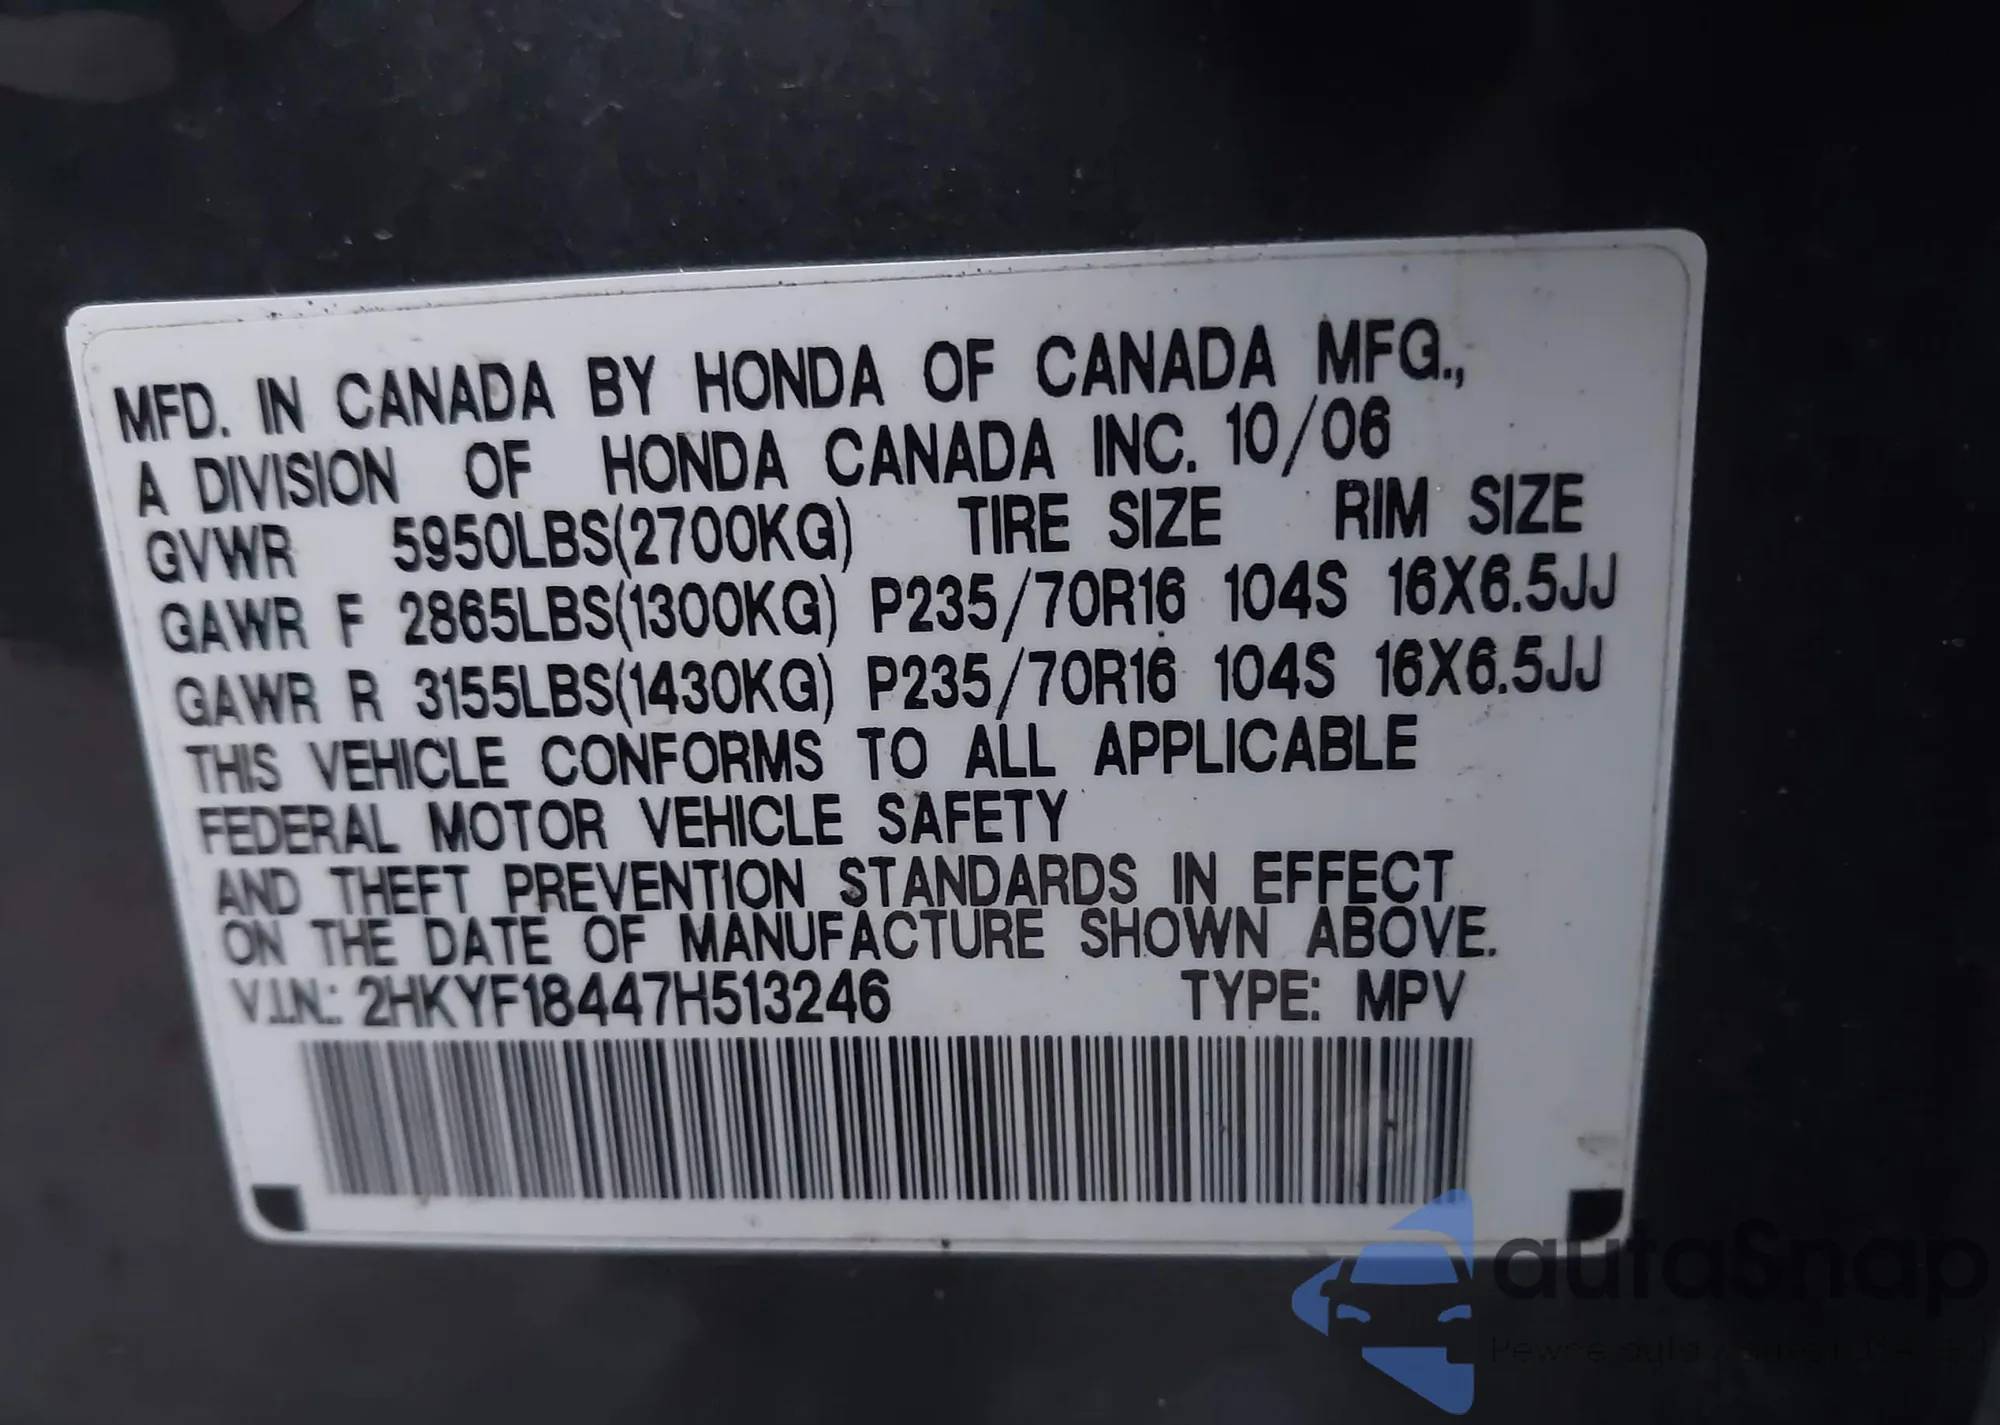 MFD. IN CANADA BY HONDA OF CANADA MFG.,
A DIVISION OF HONDA CANADA INC. 10/06
GVWR 5950LBS(2700KG) TIRE SIZE RIM SIZE
GAWR F 2865LBS(1300KG) P235/70R16 104S 16X6.5JJ
GAWR R 3155LBS(1430KG) P235/70R16 104S 16X6.5JJ
THIS VEHICLE CONFORMS TO ALL APPLICABLE
FEDERAL MOTOR VEHICLE SAFETY
AND THEFT PREVENTION STANDARDS IN EFFECT
ON THE DATE OF MANUFACTURE SHOWN ABOVE.
V.I.N.: 2HKYF18447H513246 TYPE: MPV
autaSnap
Pewne auta